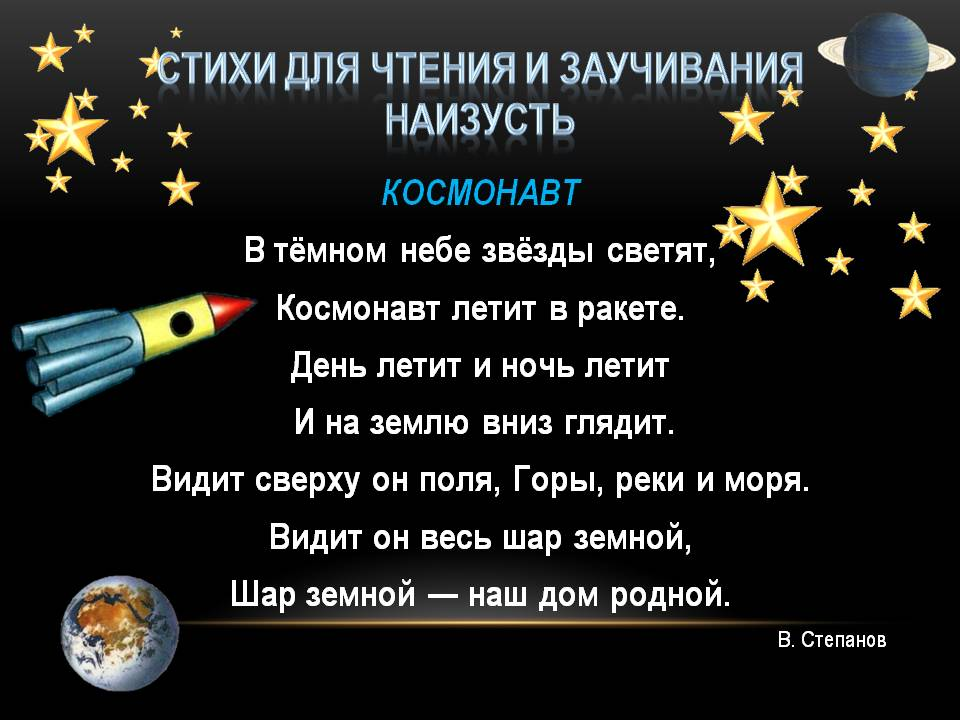 СТИХИ ДЛЯ ЧТЕНИЯ И ЗАУЧИВАНИЯ
НАИЗУСТЬ
КОСМОНАВТ
В тёмном небе звёзды светят,
Космонавт летит в ракете.
День летит и ночь летит
И на землю вниз глядит.
Видит сверху он поля, Горы, реки и моря.
Видит он весь шар земной,
Шар земной — наш дом родной.
В. Степанов